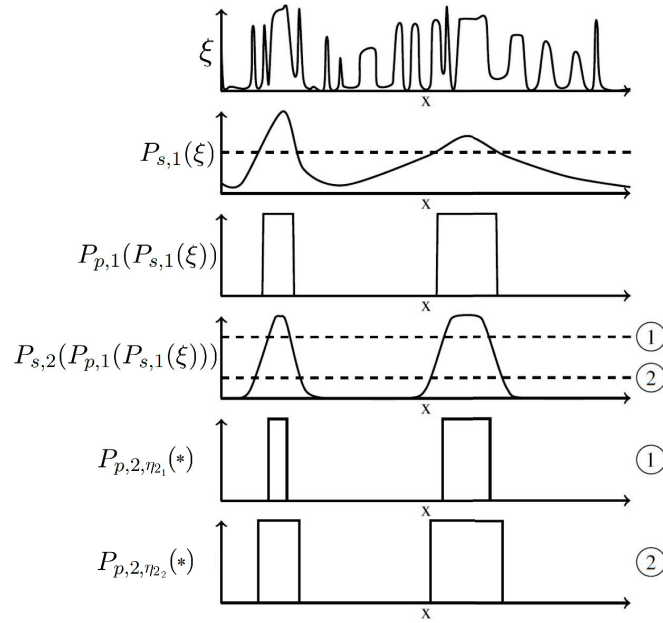 ξ
x
P_{s,1}(ξ)
x
P_{p,1}(P_{s,1}(ξ))
x
P_{s,2}(P_{p,1}(P_{s,1}(ξ)))
1
2
x
P_{p,2,η_{2_1}}(*)
1
x
P_{p,2,η_{2_2}}(*)
2
x